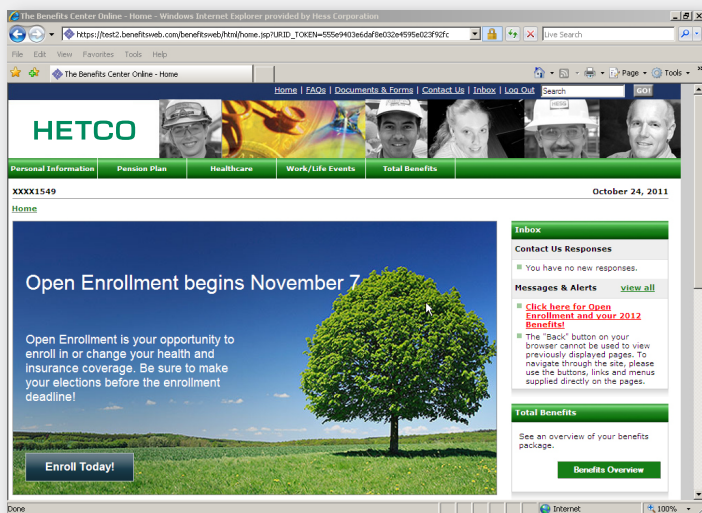 The Benefits Center Online - Home - Windows Internet Explorer provided by Hess Corporation
https://test2.benefitsweb.com/benefitsweb/html/home.jsp?URID_TOKEN=555e9403e6daf8e032e4595e023f92fc
Live Search
File Edit View Favorites Tools Help
The Benefits Center Online - Home
Page Tools
Home | FAQs | Documents & Forms | Contact Us | Inbox | Log Out Search GO!
HETCO
HESS
Personal Information Pension Plan Healthcare Work/Life Events Total Benefits
XXXX1549 October 24, 2011
Home
Open Enrollment begins November 7
Open Enrollment is your opportunity to
enroll in or change your health and
insurance coverage. Be sure to make
your elections before the enrollment
deadline!
Enroll Today!
Inbox
Contact Us Responses
You have no new responses.
Messages & Alerts view all
Click here for Open
Enrollment and your 2012
Benefits!
The "Back" button on your
browser cannot be used to view
previously displayed pages. To
navigate through the site, please
use the buttons, links and menus
supplied directly on the pages.
Total Benefits
See an overview of your benefits
package.
Benefits Overview
Done Internet 100%